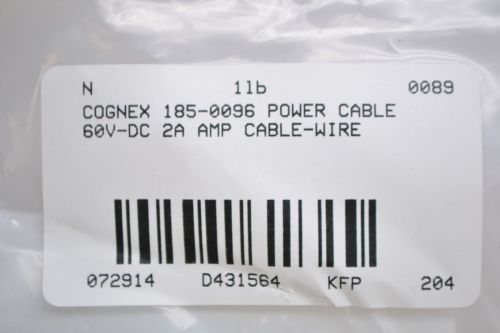 N 1lb 0089
COGNEX 185-0096 POWER CABLE
60V-DC 2A AMP CABLE-WIRE
072914 D431564 KFP 204